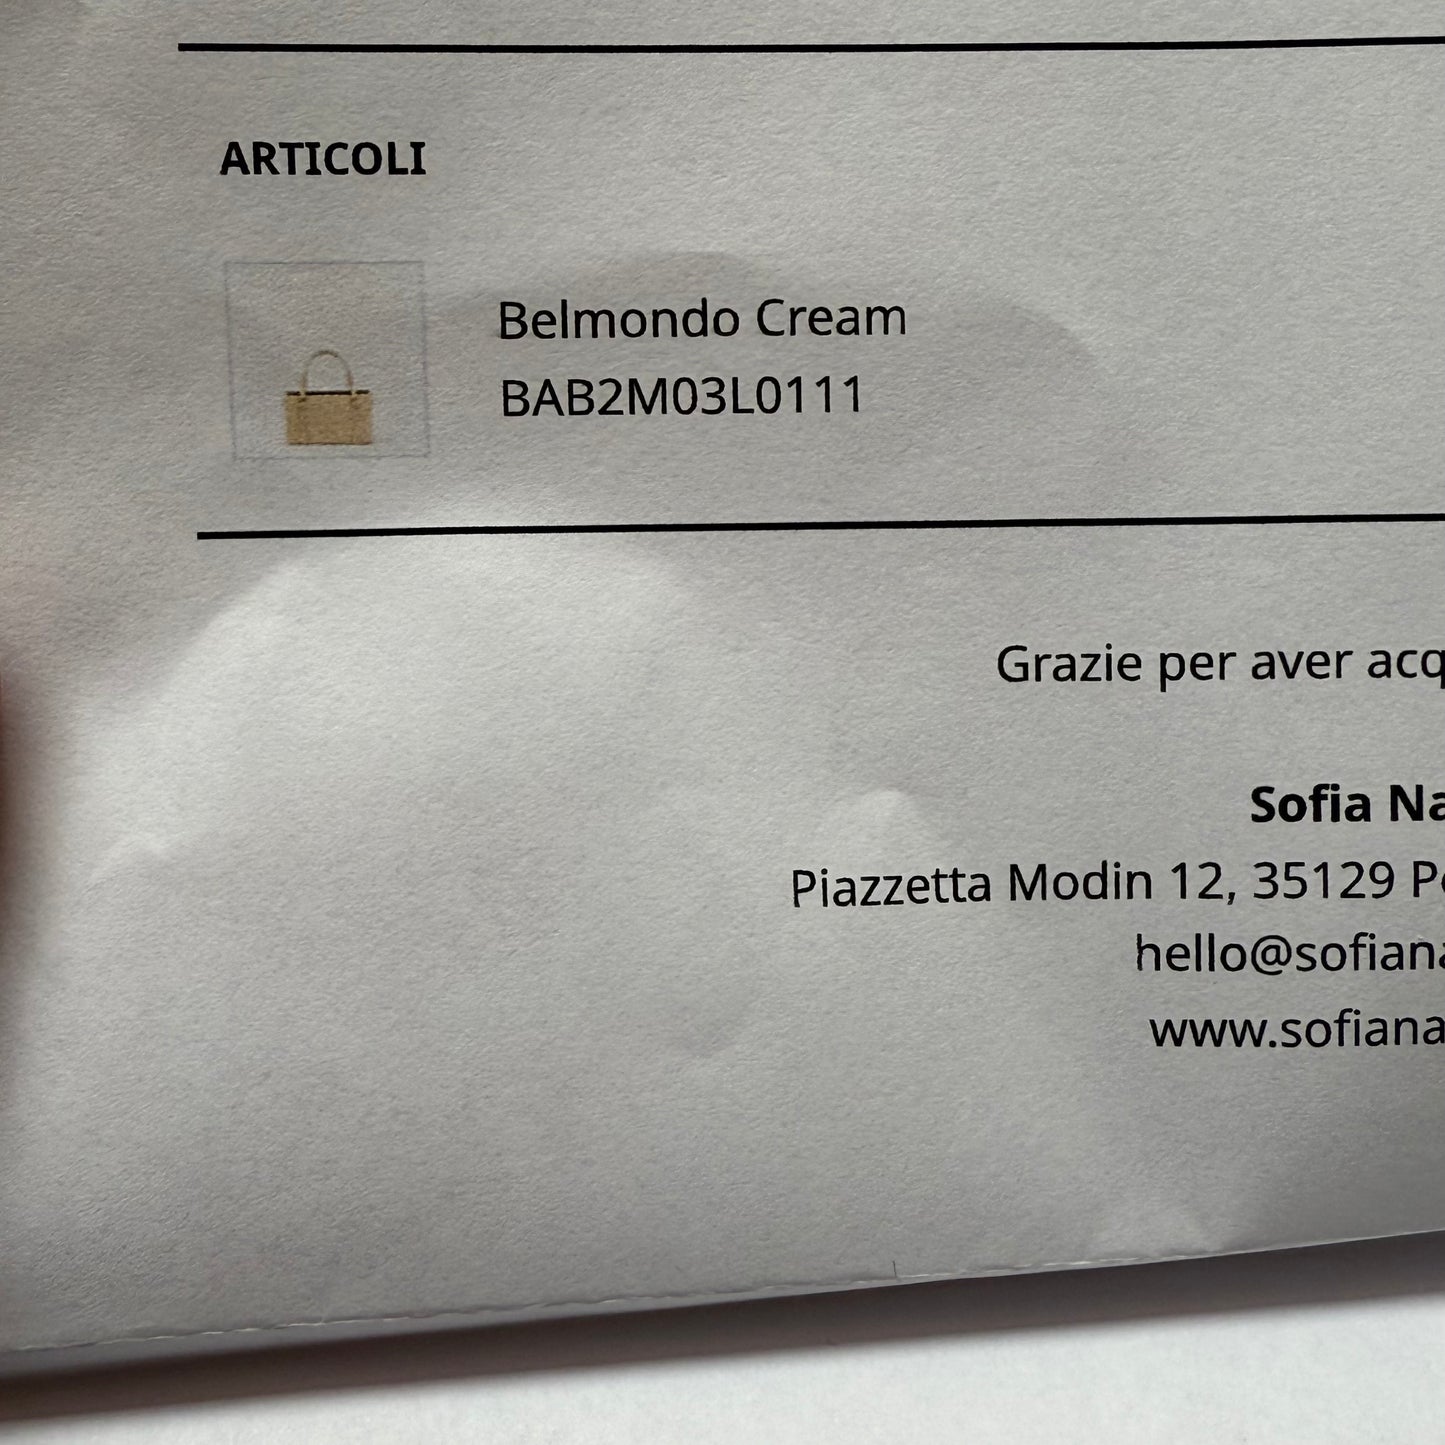 ARTICOLI
Belmondo Cream
BAB2M03L0111
Grazie per aver acq
Sofia Na
Piazzetta Modin 12, 35129 P
hello@sofiana
www.sofiana